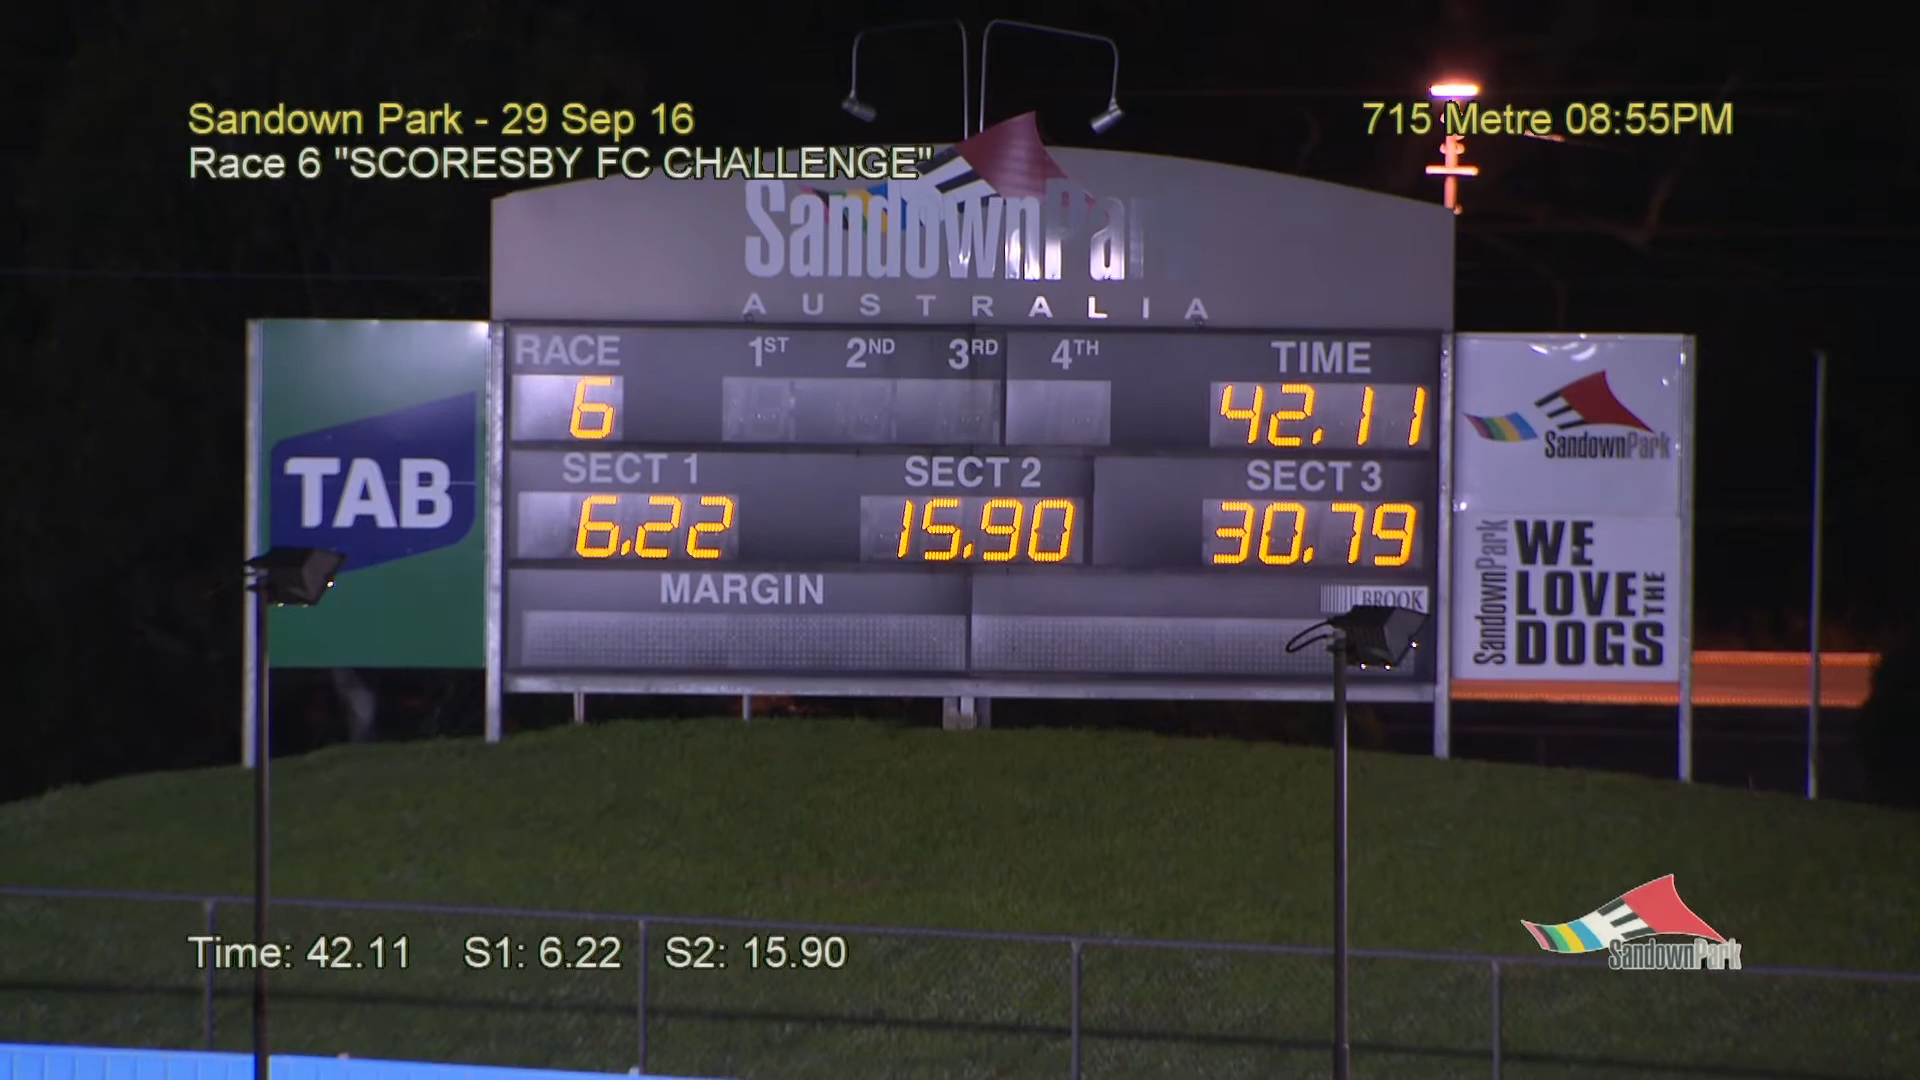 Sandown Park - 29 Sep 16
715 Metre 08:55PM
Race 6 "SCORESBY FC CHALLENGE"
SandownPar
AUSTRALIA
RACE 1ST 2ND 3RD 4TH TIME
6 42.11
SECT 1 SECT 2 SECT 3
6.22 15.90 30.79
MARGIN
BROOK
TAB
SandownPark
SandownPark
WE
LOVE THE
DOGS
Time: 42.11 S1: 6.22 S2: 15.90
SandownPark